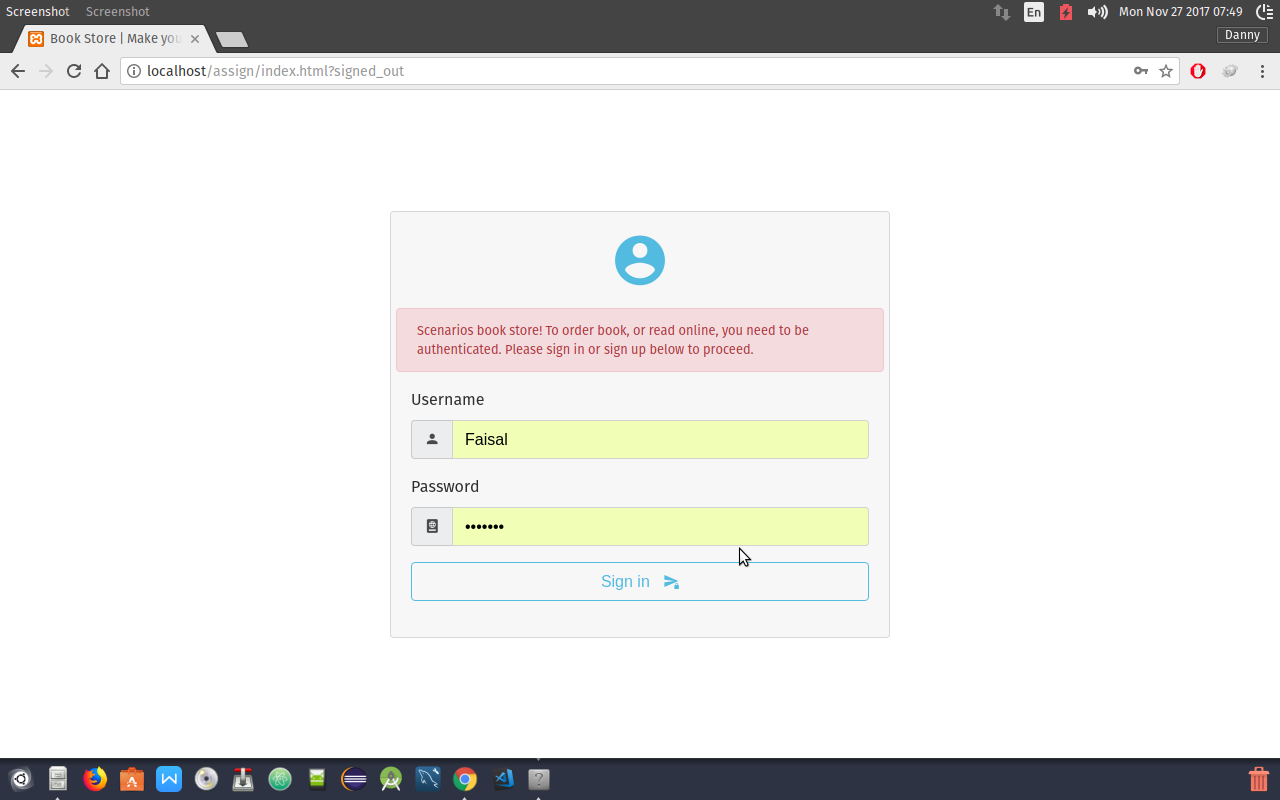 Screenshot Screenshot
En
Mon Nov 27 2017 07:49
Book Store | Make you
Danny
localhost/assign/index.html?signed_out
Scenarios book store! To order book, or read online, you need to be
authenticated. Please sign in or sign up below to proceed.
Username
Faisal
Password
•••••••
Sign in